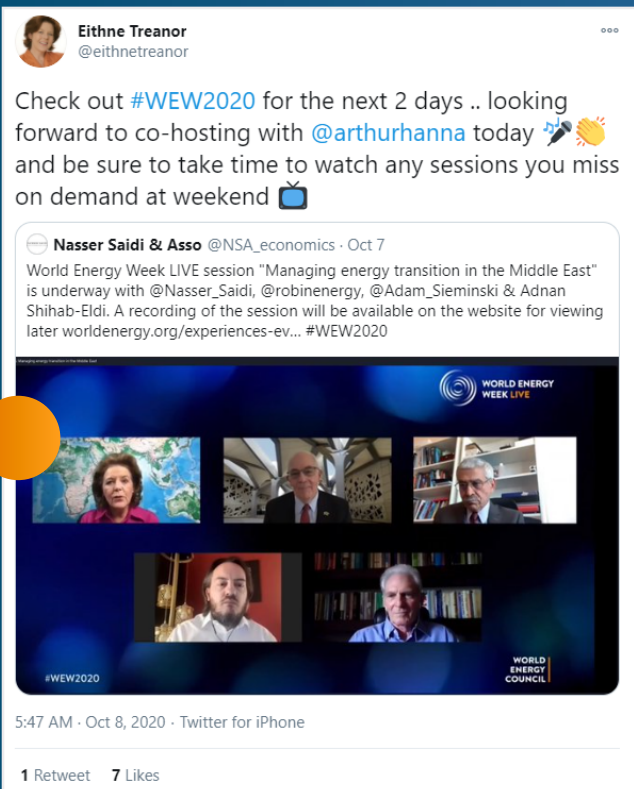 Eithne Treanor
@eithnetreanor
Check out #WEW2020 for the next 2 days .. looking
forward to co-hosting with @arthurhanna today 🎤👏
and be sure to take time to watch any sessions you miss
on demand at weekend 📺
Nasser Saidi & Asso @NSA_economics · Oct 7
World Energy Week LIVE session "Managing energy transition in the Middle East"
is underway with @Nasser_Saidi, @robinenergy, @Adam_Sieminski & Adnan
Shihab-Eldi. A recording of the session will be available on the website for viewing
later worldenergy.org/experiences-ev... #WEW2020
Managing energy transition in the Middle East
WORLD ENERGY
WEEK LIVE
#WEW2020
WORLD
ENERGY
COUNCIL
5:47 AM · Oct 8, 2020 · Twitter for iPhone
1 Retweet 7 Likes